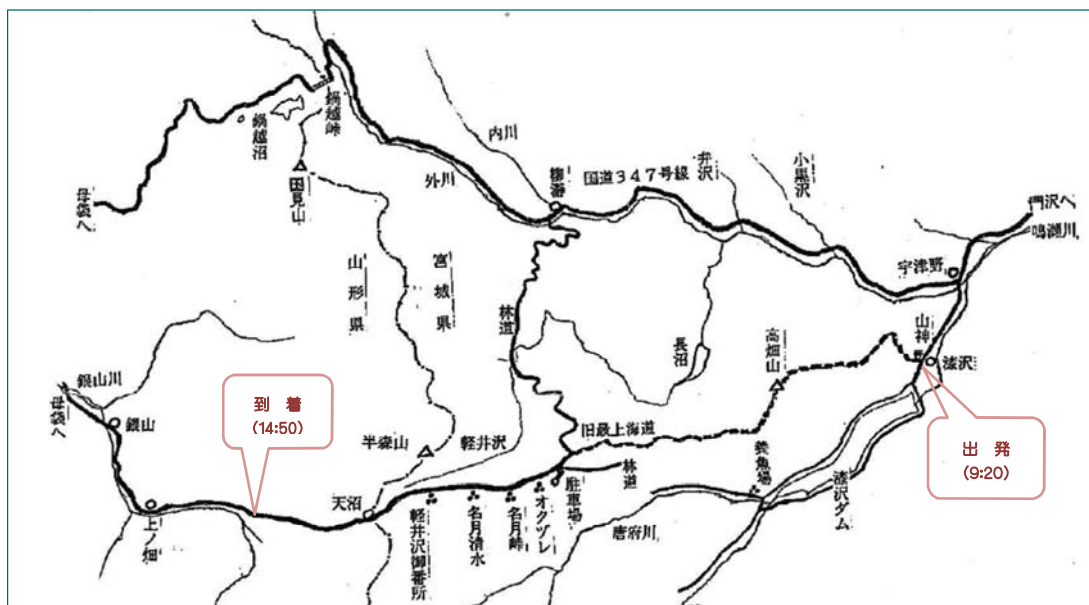 鍋越峠
鍋越沼
母袋へ
国見山
外川
内川
柳瀬
国道347号線
弁沢
小黒沢
門沢へ
鳴瀬川
宇津野
山神
漆沢
山形県
宮城県
林道
長沼
高畑山
銀山川
母袋へ
銀山
到着
(14:50)
半森山
軽井沢
旧最上海道
出発
(9:20)
上ノ畑
天沼
軽井沢御番所
名月清水
名月峠
オクヅレ
駐車場
林道
唐府川
養魚場
漆沢ダム